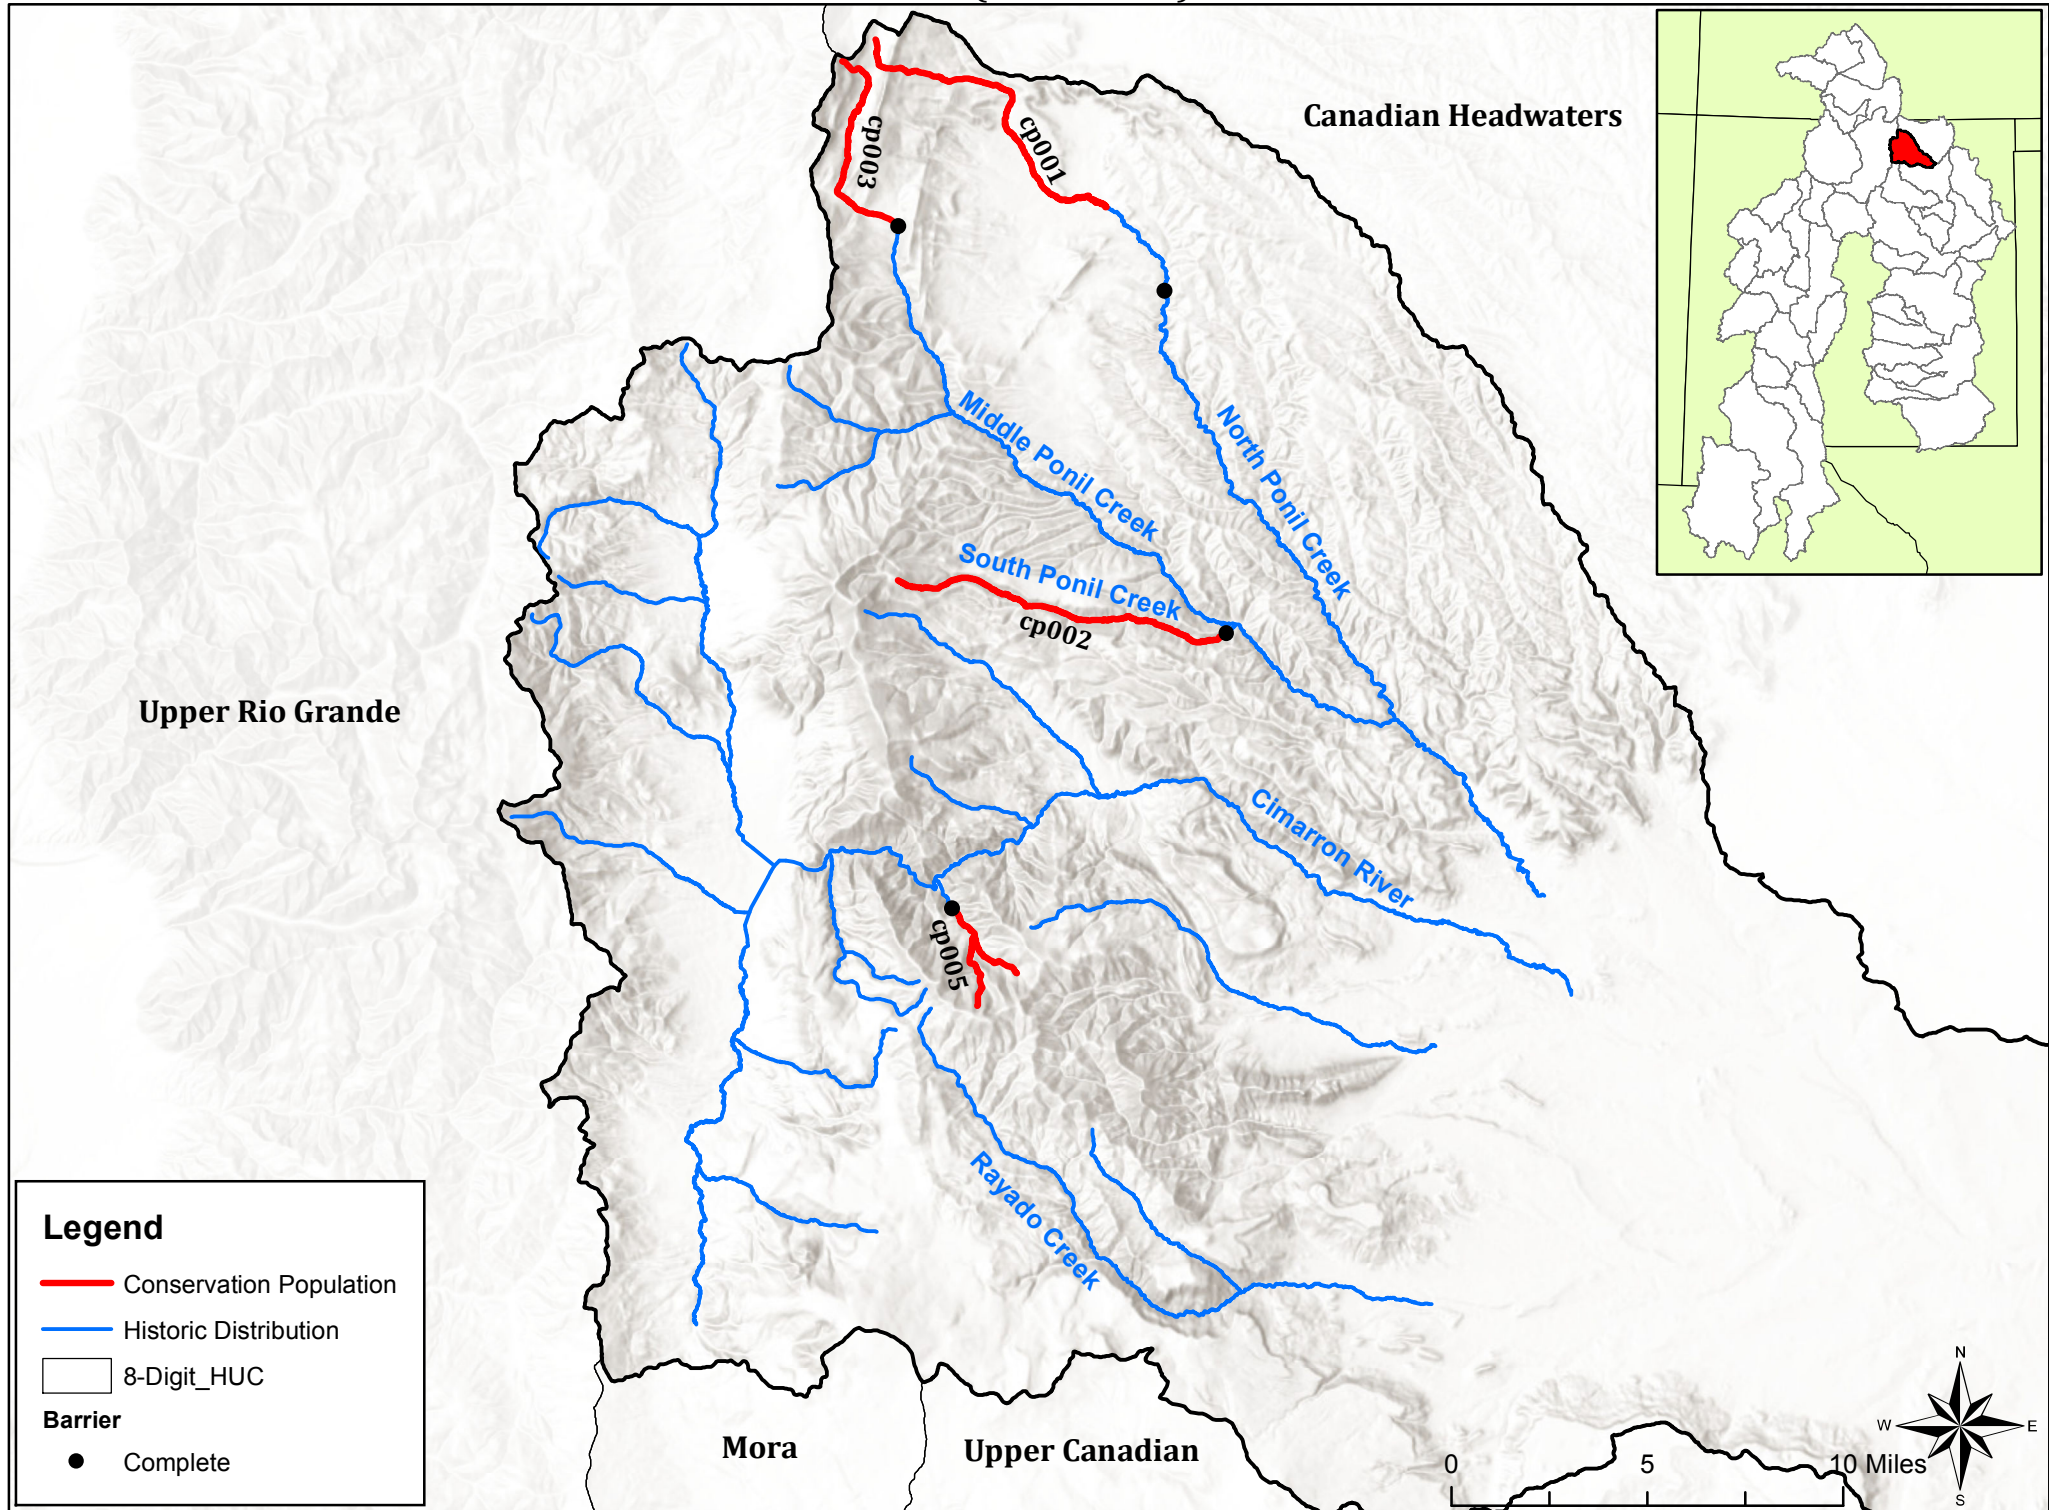 Canadian Headwaters
cp003
cp001
Middle Ponil Creek
North Ponil Creek
South Ponil Creek
cp002
Upper Rio Grande
Cimarron River
cp005
Rayado Creek
Legend
Conservation Population
Historic Distribution
8-Digit_HUC
Barrier
Complete
Mora
Upper Canadian
0 5 10 Miles
N
W E
S